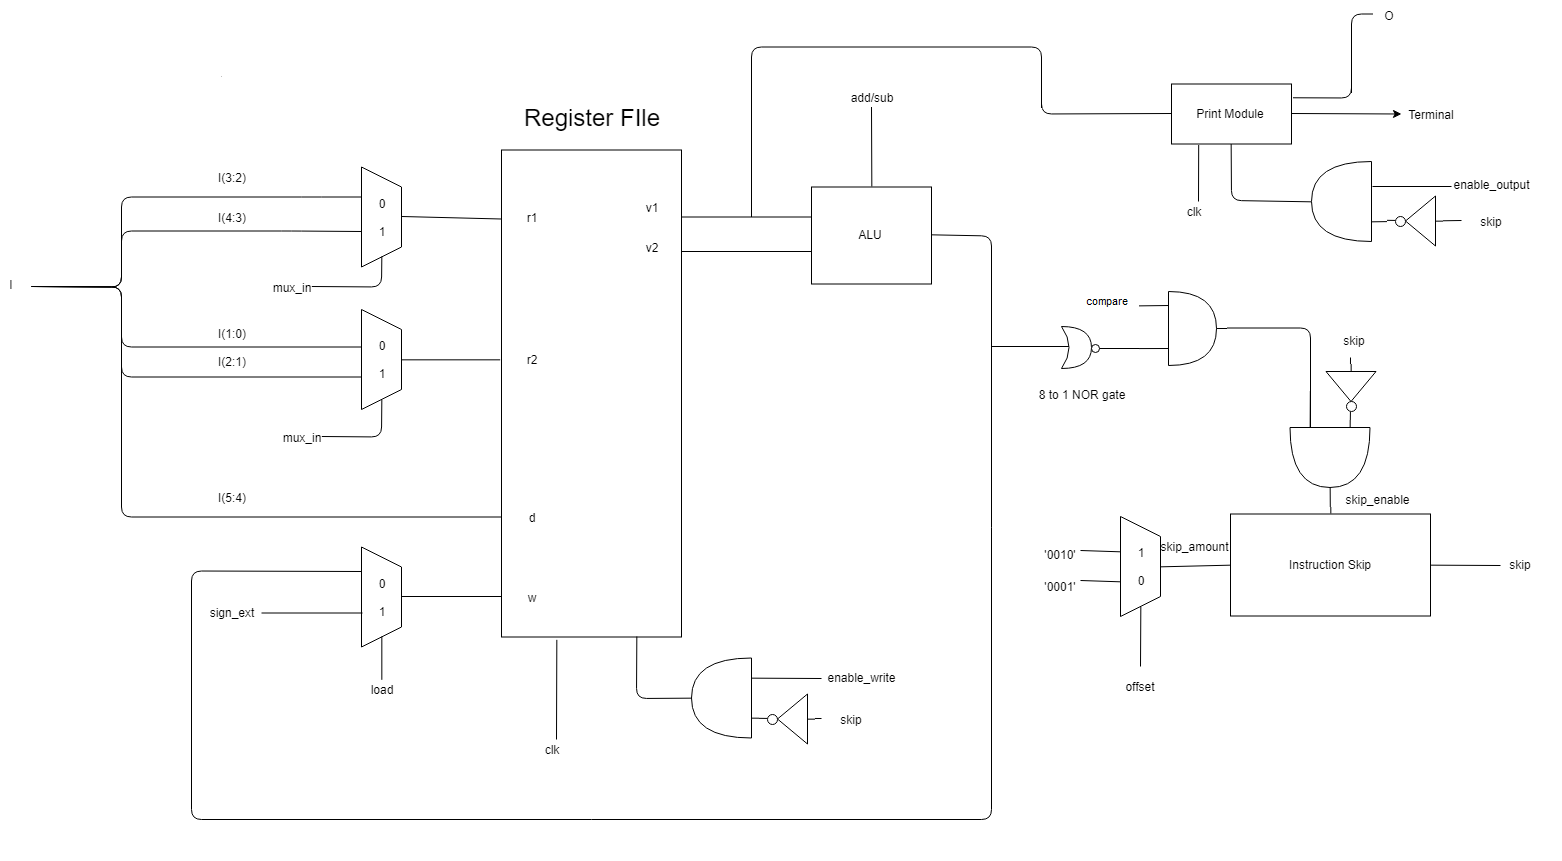 O
Print Module
Terminal
add/sub
Register FIle
I(3:2)
enable_output
0
v1
clk
I(4:3)
r1
skip
1
ALU
v2
I
mux_in
compare
I(1:0)
skip
0
I(2:1)
r2
1
8 to 1 NOR gate
mux_in
I(5:4)
skip_enable
d
skip_amount
'0010'
1
Instruction Skip
skip
0
'0001'
0
sign_ext
1
w
load
enable_write
offset
skip
clk